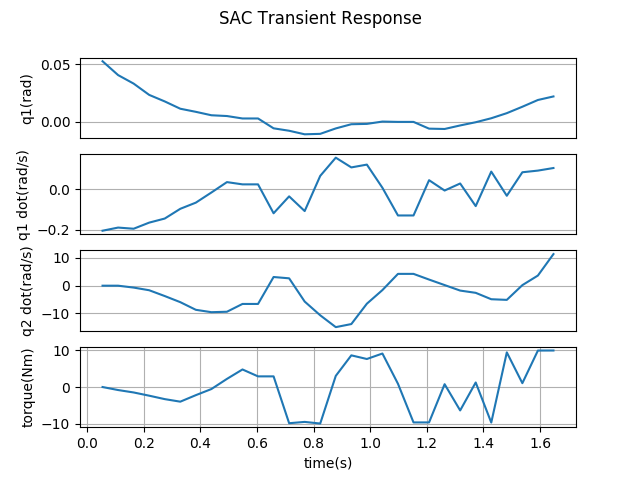 SAC Transient Response
0.05
0.00
q1(rad)
0.0
−0.2
q1 dot(rad/s)
10
0
−10
q2 dot(rad/s)
10
0
−10
torque(Nm)
0.0 0.2 0.4 0.6 0.8 1.0 1.2 1.4 1.6
time(s)